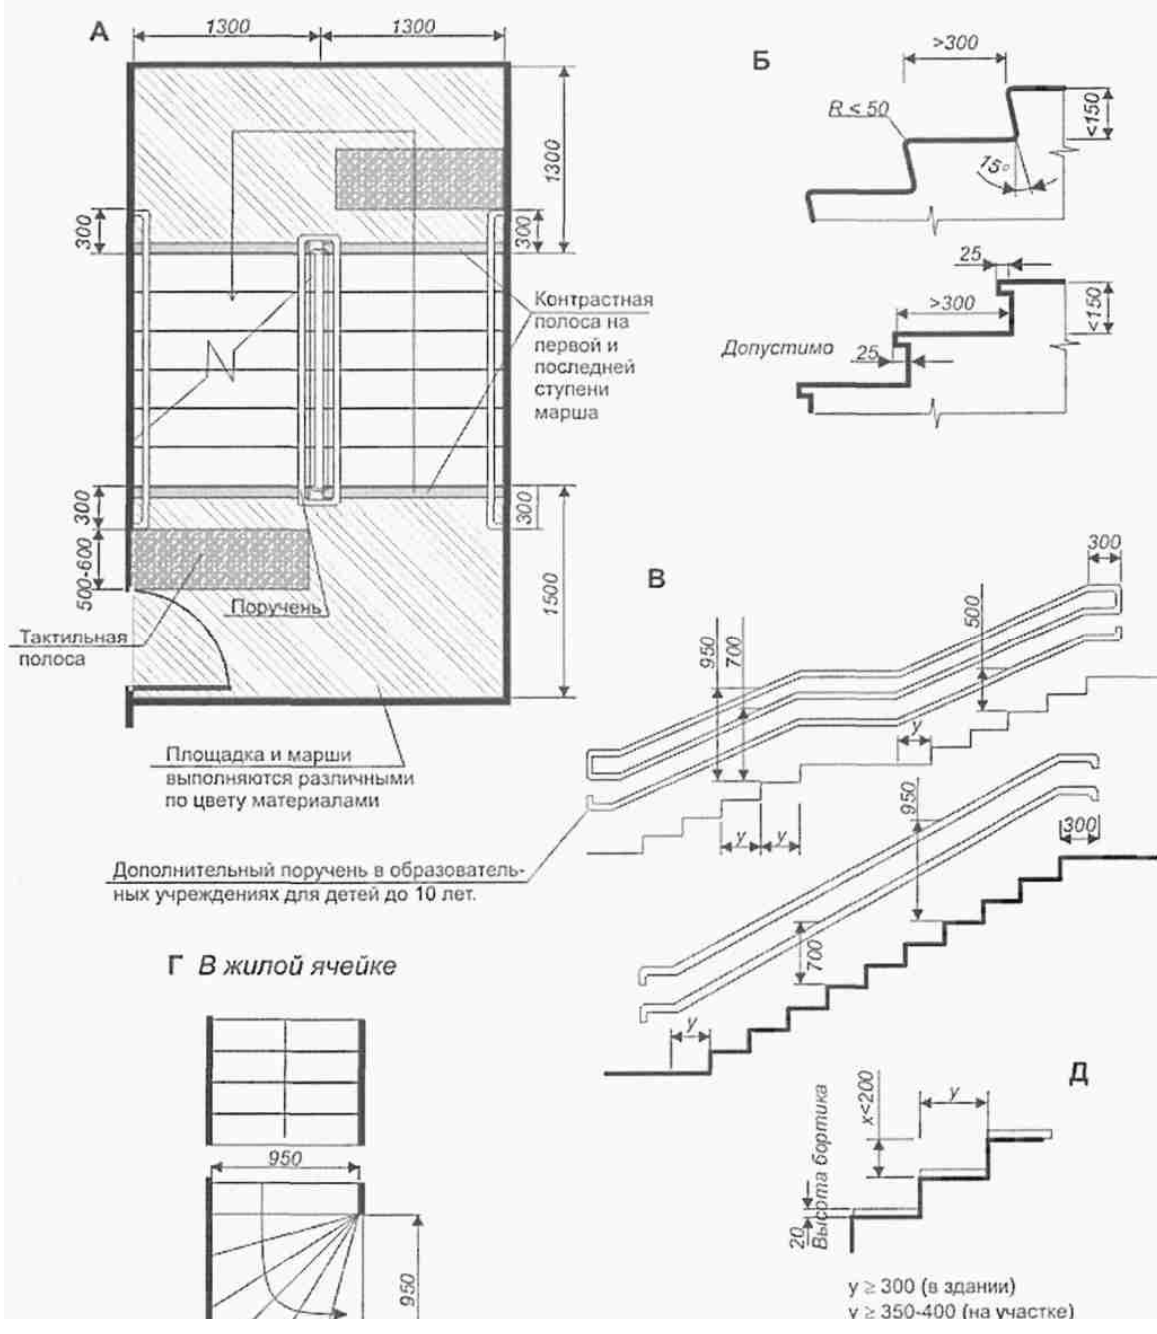 А
1300
1300
1300
300
300
Контрастная
полоса на
первой и
последней
ступени
марша
300
300
500-600
1500
Поручень
Тактильная
полоса
Площадка и марши
выполняются различными
по цвету материалами
Б
>300
R < 50
<150
15°
25
>300
<150
Допустимо
25
В
300
500
950
700
y
y
y
950
300
700
y
Дополнительный поручень в образователь-
ных учреждениях для детей до 10 лет.
Г В жилой ячейке
950
950
Д
x<200
y
Высота бортика
20
y ≥ 300 (в здании)
y ≥ 350-400 (на участке)